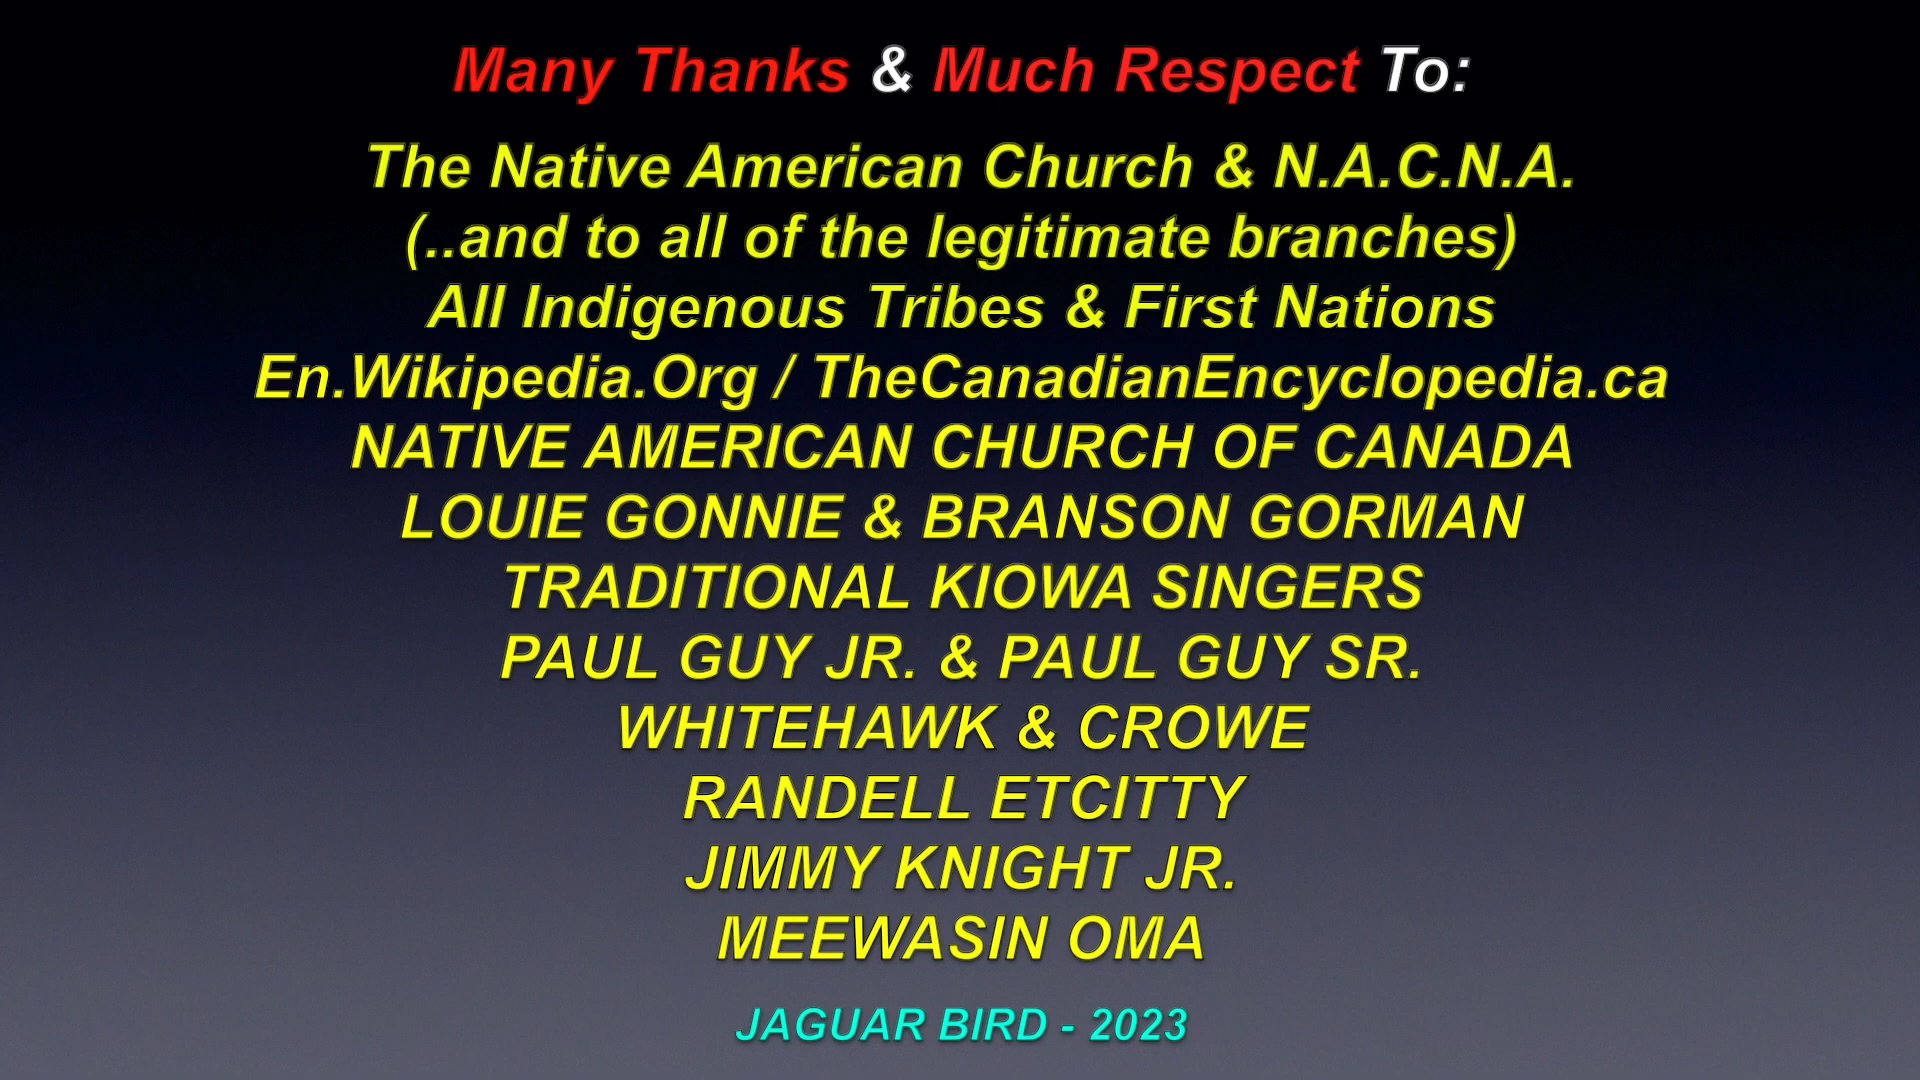 Many Thanks & Much Respect To:
The Native American Church & N.A.C.N.A.
(..and to all of the legitimate branches)
All Indigenous Tribes & First Nations
En.Wikipedia.Org / TheCanadianEncyclopedia.ca
NATIVE AMERICAN CHURCH OF CANADA
LOUIE GONNIE & BRANSON GORMAN
TRADITIONAL KIOWA SINGERS
PAUL GUY JR. & PAUL GUY SR.
WHITEHAWK & CROWE
RANDELL ETCITTY
JIMMY KNIGHT JR.
MEEWASIN OMA
JAGUAR BIRD - 2023